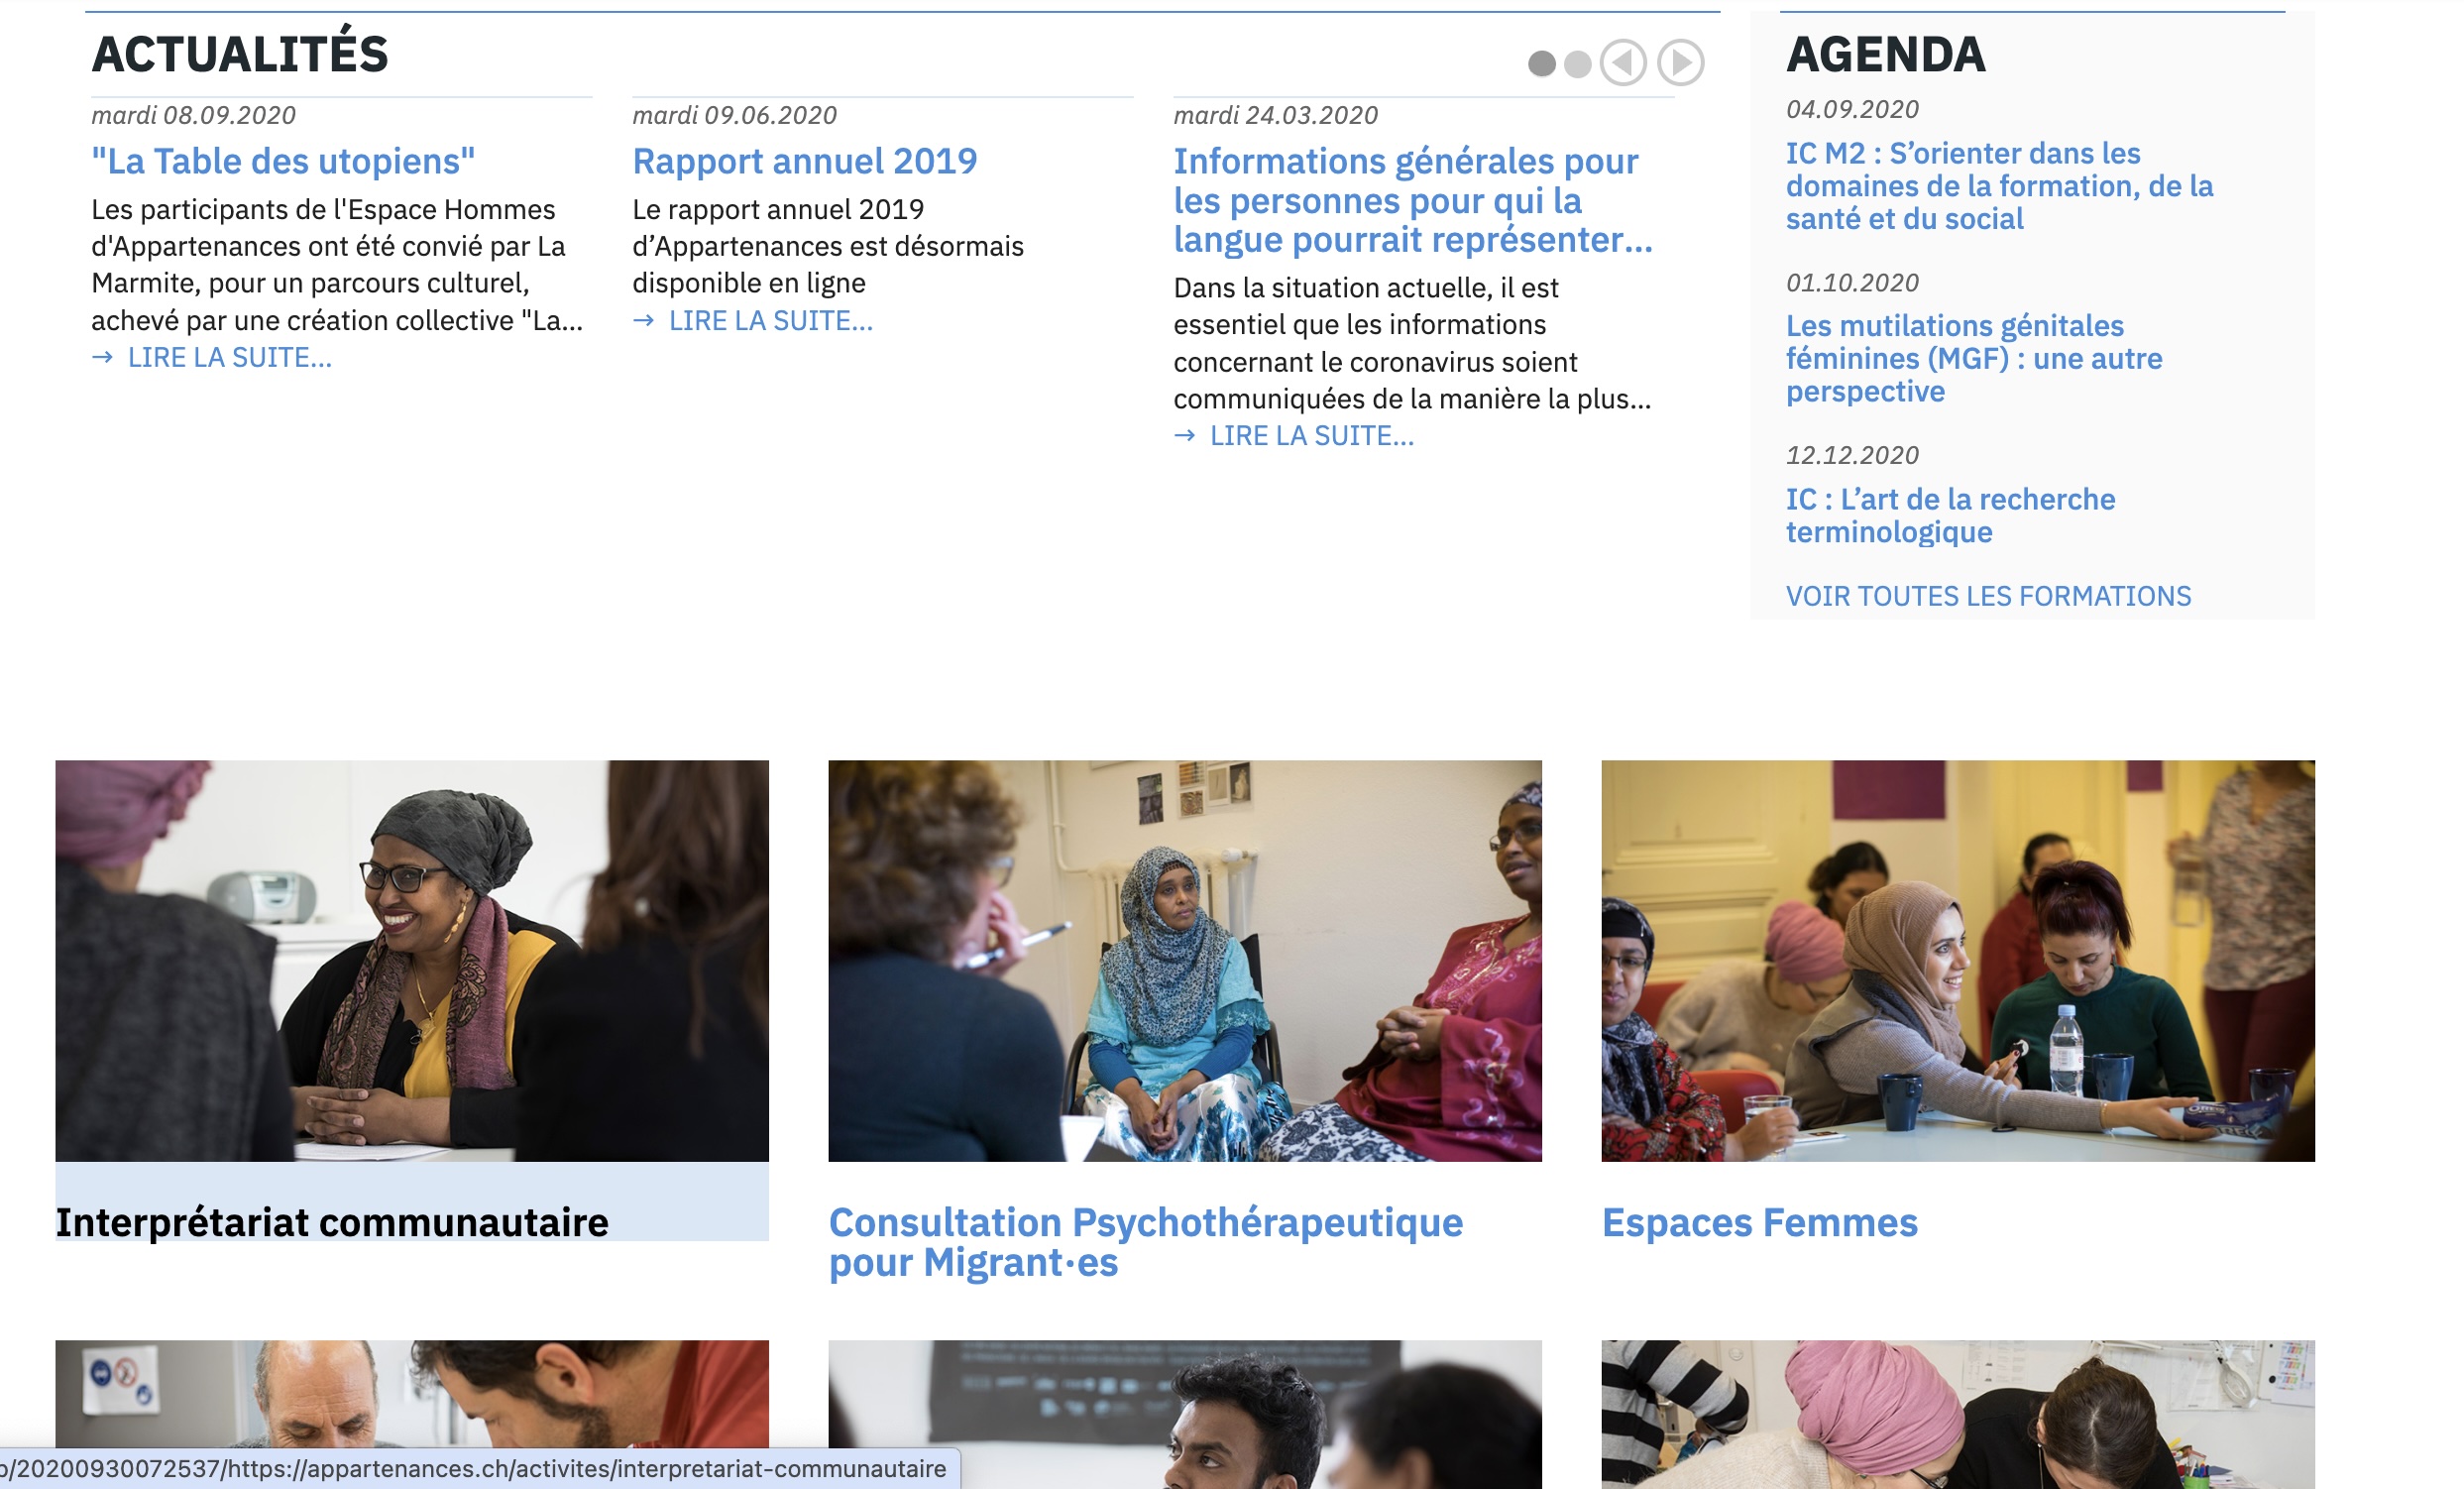 ACTUALITÉS
mardi 08.09.2020
"La Table des utopiens"
Les participants de l'Espace Hommes
d'Appartenances ont été convié par La
Marmite, pour un parcours culturel,
achevé par une création collective "La...
→ LIRE LA SUITE...
mardi 09.06.2020
Rapport annuel 2019
Le rapport annuel 2019
d’Appartenances est désormais
disponible en ligne
→ LIRE LA SUITE...
mardi 24.03.2020
Informations générales pour
les personnes pour qui la
langue pourrait représenter...
Dans la situation actuelle, il est
essentiel que les informations
concernant le coronavirus soient
communiquées de la manière la plus...
→ LIRE LA SUITE...
AGENDA
04.09.2020
IC M2 : S’orienter dans les
domaines de la formation, de la
santé et du social
01.10.2020
Les mutilations génitales
féminines (MGF) : une autre
perspective
12.12.2020
IC : L’art de la recherche
terminologique
VOIR TOUTES LES FORMATIONS
Interprétariat communautaire
Consultation Psychothérapeutique
pour Migrant·es
Espaces Femmes
/20200930072537/https://appartenances.ch/activites/interpretariat-communautaire